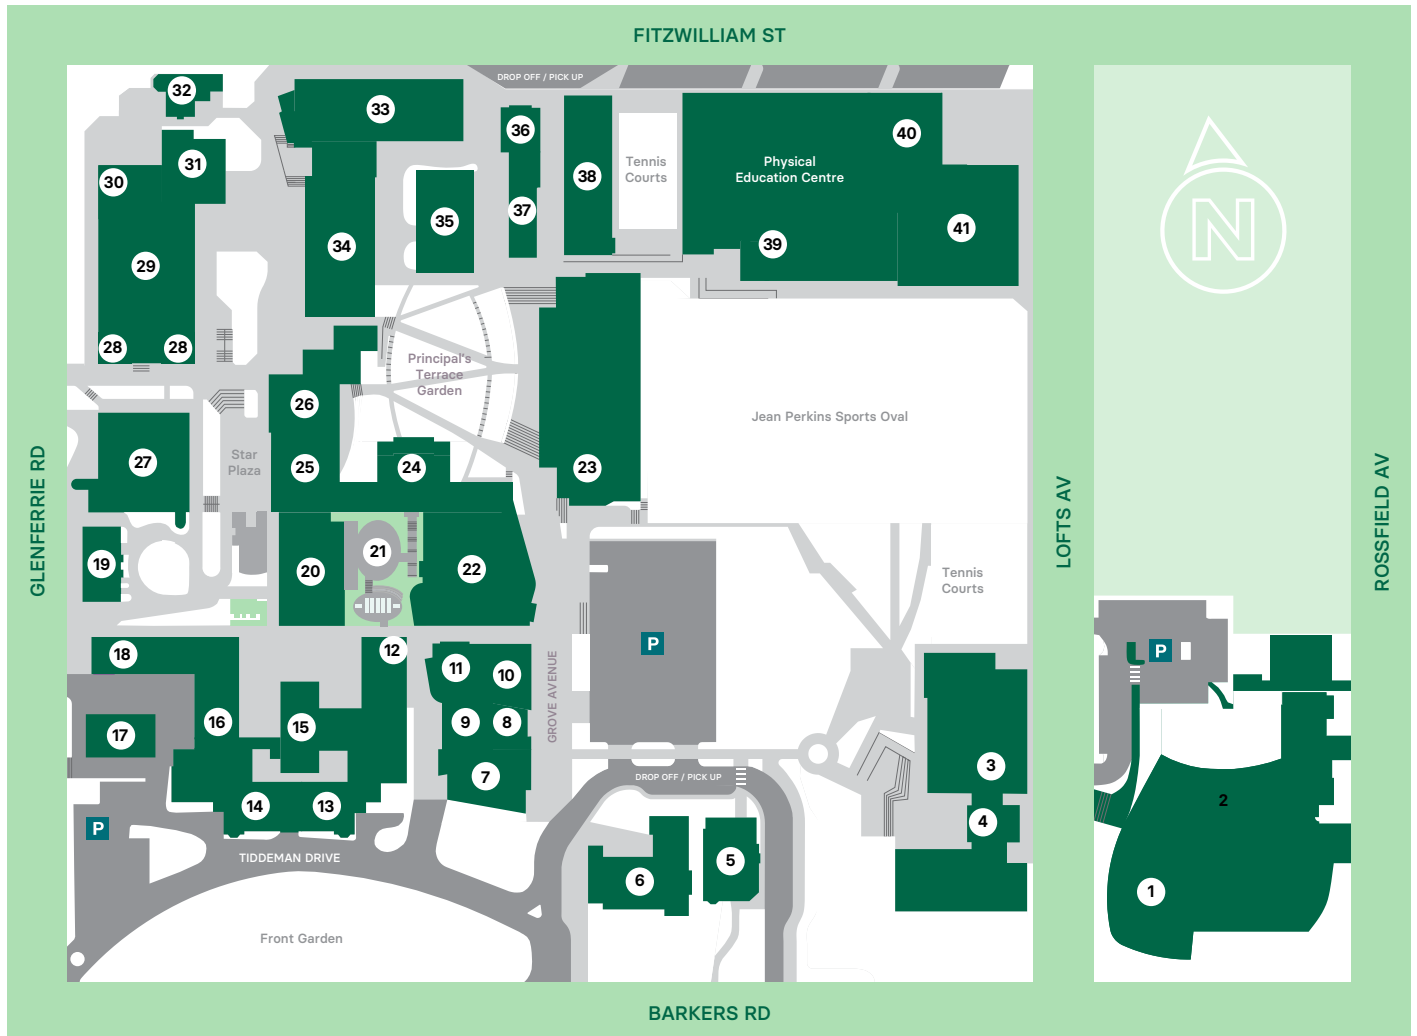 FITZWILLIAM ST
DROP OFF / PICK UP
32
33
36
40
31
30
38
Tennis
Courts
Physical
Education Centre
37
35
34
41
39
29
28
28
N
Principal's
Terrace
Garden
26
Jean Perkins Sports Oval
27
Star
Plaza
25
24
23
GLENFERRIE RD
LOFTS AV
ROSSFIELD AV
19
20
21
22
Tennis
Courts
P
P
18
12
11
10
GROVE AVENUE
17
16
15
9
8
7
DROP OFF / PICK UP
3
14
13
4
2
P
TIDDEMAN DRIVE
6
5
1
Front Garden
BARKERS RD